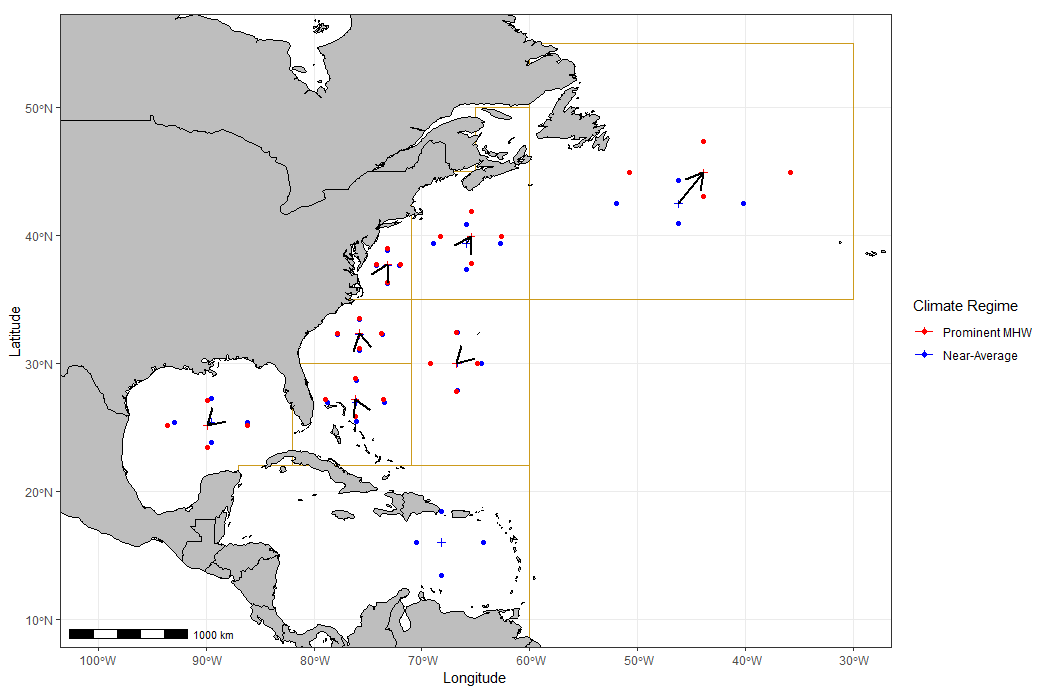 50°N
40°N
30°N
20°N
10°N
Latitude
1000 km
100°W
90°W
80°W
70°W
60°W
50°W
40°W
30°W
Longitude
Climate Regime
Prominent MHW
Near-Average